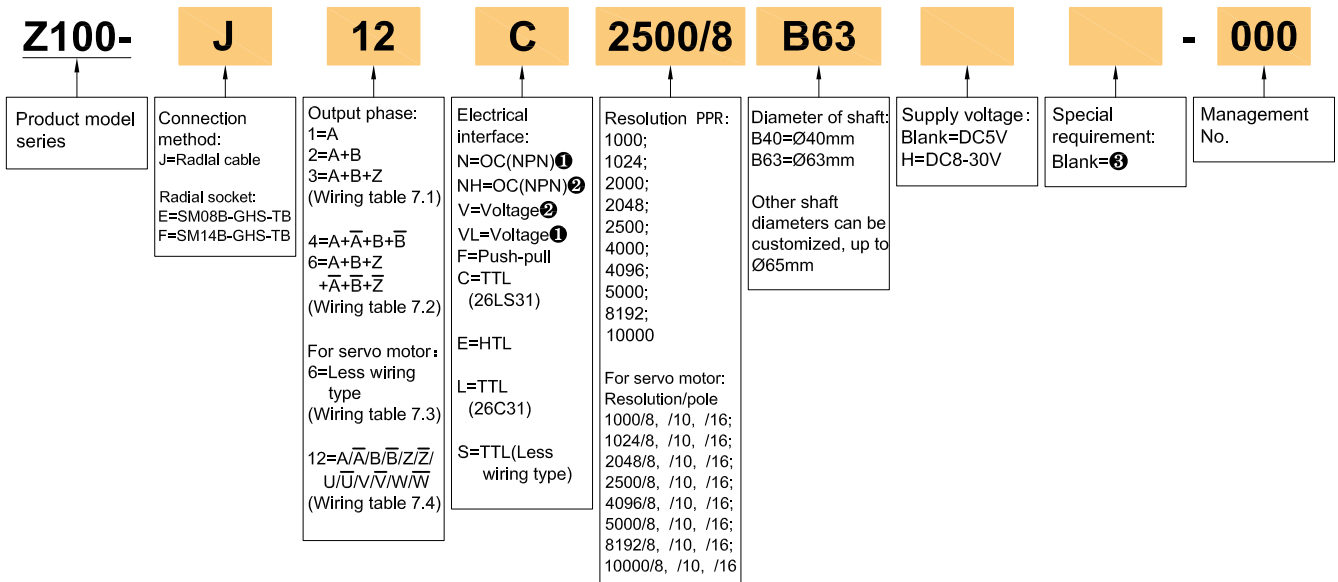 Z100- J 12 C 2500/8 B63 - 000
Product model
series
Connection
method:
J=Radlal cable
Radial socket:
E=SM08B-GHS-TB
F=SM14B-GHS-TB
Output phase:
1=A
2=A+B
3=A+B+Z
(Wiring table 7.1)
4=A+A̅+B+B̅
6=A+B+Z
+A̅+B̅+Z̅
(Wiring table 7.2)
For servo motor:
6=Less wiring
type
(Wiring table 7.3)
12=A/A̅/B/B̅/Z/Z̅/
U/U̅/V/V̅/W/W̅
(Wiring table 7.4)
Electrical
interface:
N=OC(NPN)❶
NH=OC(NPN)❷
V=Voltage❷
VL=Voltage❶
F=Push-pull
C=TTL
(26LS31)
E=HTL
L=TTL
(26C31)
S=TTL(Less
wiring type)
Resolution PPR:
1000;
1024;
2000;
2048;
2500;
4000;
4096;
5000;
8192;
10000
For servo motor:
Resolution/pole
1000/8, /10, /16;
1024/8, /10, /16;
2048/8, /10, /16;
2500/8, /10, /16;
4096/8, /10, /16;
5000/8, /10, /16;
8192/8, /10, /16;
10000/8, /10, /16
Diameter of shaft:
B40=Ø40mm
B63=Ø63mm
Other shaft
diameters can be
customized, up to
Ø65mm
Supply voltage:
Blank=DC5V
H=DC8-30V
Special
requirement:
Blank=❸
Management
No.